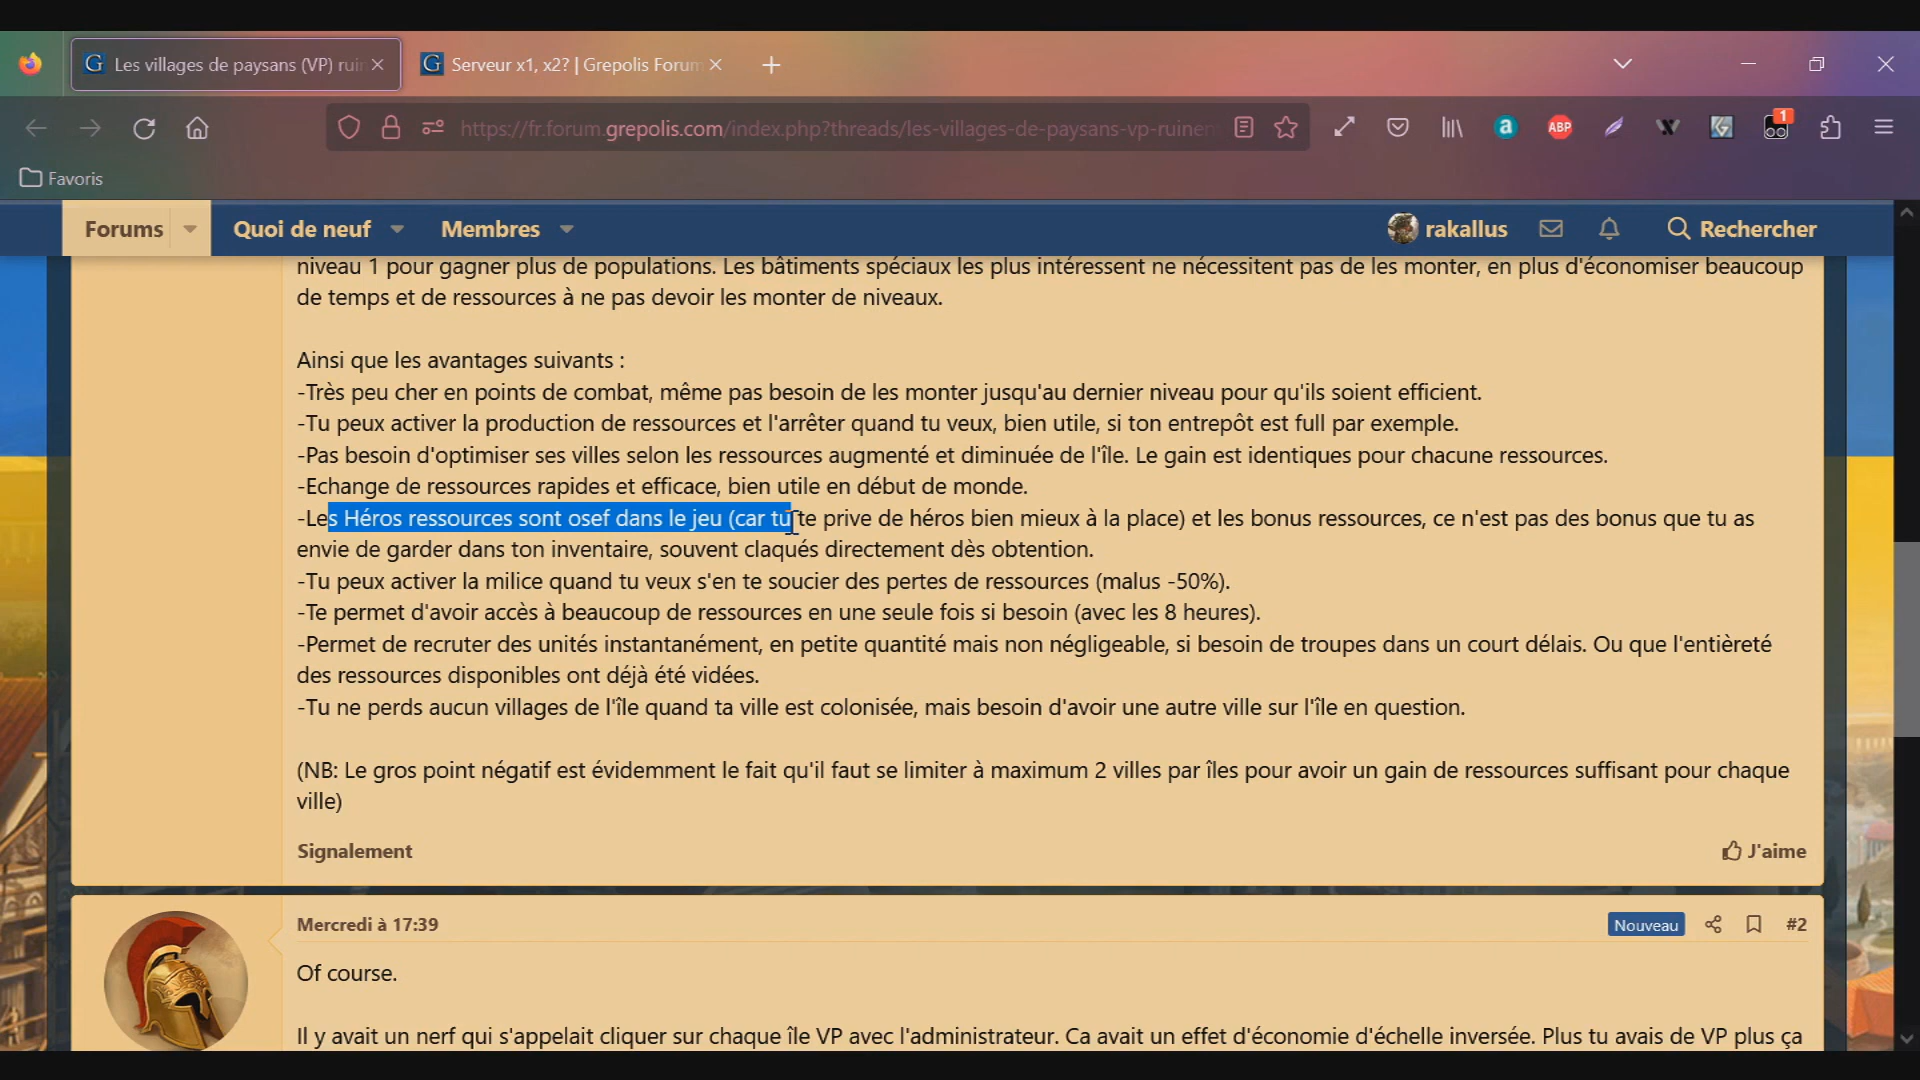 Les villages de paysans (VP) rui
Serveur x1, x2? | Grepolis Forum
https://fr.forum.grepolis.com/index.php?threads/les-villages-de-paysans-vp-ruinen
ABP
1
Favoris
Forums
Quoi de neuf
Membres
rakallus
Rechercher
niveau 1 pour gagner plus de populations. Les bâtiments spéciaux les plus intéressent ne nécessitent pas de les monter, en plus d'économiser beaucoup
de temps et de ressources à ne pas devoir les monter de niveaux.
Ainsi que les avantages suivants :
-Très peu cher en points de combat, même pas besoin de les monter jusqu'au dernier niveau pour qu'ils soient efficient.
-Tu peux activer la production de ressources et l'arrêter quand tu veux, bien utile, si ton entrepôt est full par exemple.
-Pas besoin d'optimiser ses villes selon les ressources augmenté et diminuée de l'île. Le gain est identiques pour chacune ressources.
-Echange de ressources rapides et efficace, bien utile en début de monde.
-Les Héros ressources sont osef dans le jeu (car tu te prive de héros bien mieux à la place) et les bonus ressources, ce n'est pas des bonus que tu as
envie de garder dans ton inventaire, souvent claqués directement dès obtention.
-Tu peux activer la milice quand tu veux s'en te soucier des pertes de ressources (malus -50%).
-Te permet d'avoir accès à beaucoup de ressources en une seule fois si besoin (avec les 8 heures).
-Permet de recruter des unités instantanément, en petite quantité mais non négligeable, si besoin de troupes dans un court délais. Ou que l'entièreté
des ressources disponibles ont déjà été vidées.
-Tu ne perds aucun villages de l'île quand ta ville est colonisée, mais besoin d'avoir une autre ville sur l'île en question.
(NB: Le gros point négatif est évidemment le fait qu'il faut se limiter à maximum 2 villes par îles pour avoir un gain de ressources suffisant pour chaque
ville)
Signalement
J'aime
Mercredi à 17:39
Nouveau
#2
Of course.
Il y avait un nerf qui s'appelait cliquer sur chaque île VP avec l'administrateur. Ca avait un effet d'économie d'échelle inversée. Plus tu avais de VP plus ça